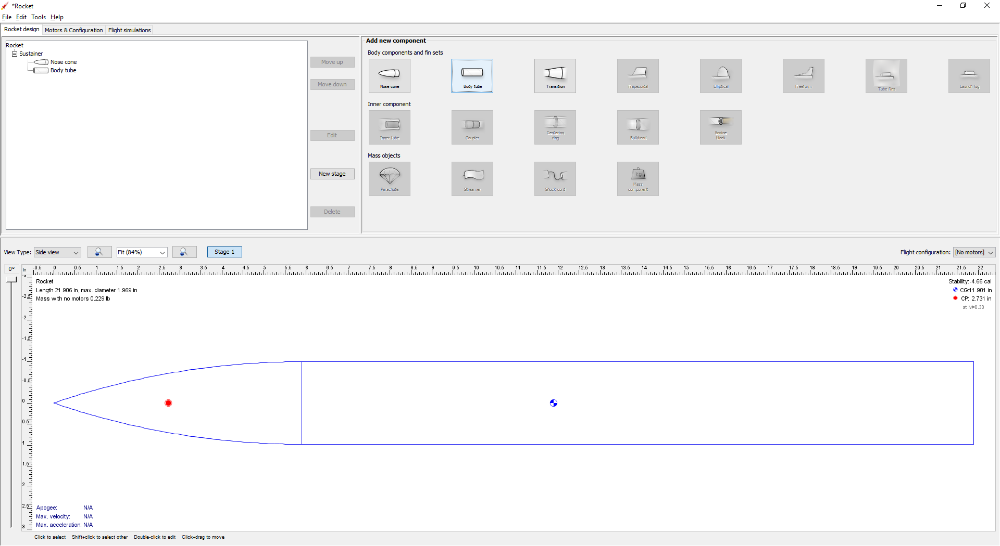 *Rocket
File Edit Tools Help
Rocket design Motors & Configuration Flight simulations
Rocket
Sustainer
Nose cone
Body tube
Move up
Move down
Edit
New stage
Delete
Add new component
Body components and fin sets
Nose cone Body tube Transition Trapezoidal Elliptical Freeform Tube fins Launch lug
Inner component
Inner tube Coupler Centering ring Bulkhead Engine block
Mass objects
Parachute Streamer Shock cord Mass component
View Type: Side view Fit (84%) Stage 1 Flight configuration: [No motors]
0°
in -0.5 0 0.5 1 1.5 2 2.5 3 3.5 4 4.5 5 5.5 6 6.5 7 7.5 8 8.5 9 9.5 10 10.5 11 11.5 12 12.5 13 13.5 14 14.5 15 15.5 16 16.5 17 17.5 18 18.5 19 19.5 20 20.5 21 21.5 22
-3
-2.5
-2
-1.5
-1
-0.5
0
0.5
1
1.5
2
2.5
3
Rocket
Length 21.906 in, max. diameter 1.969 in
Mass with no motors 0.229 lb
Stability:-4.66 cal
CG:11.901 in
CP: 2.731 in
at M=0.30
Apogee: N/A
Max. velocity: N/A
Max. acceleration: N/A
Click to select Shift+click to select other Double-click to edit Click+drag to move